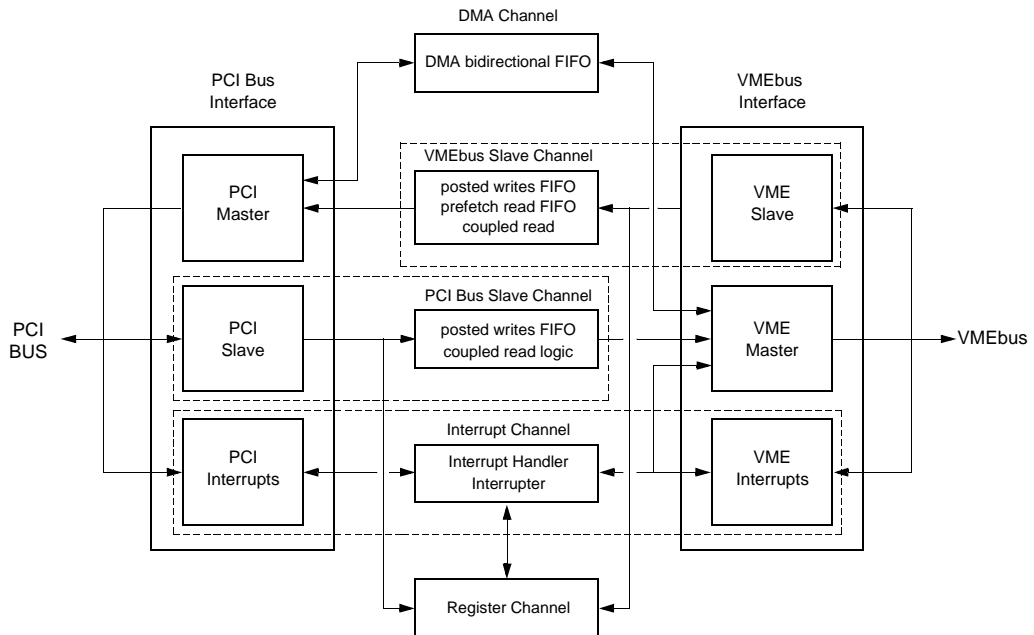 DMA Channel
DMA bidirectional FIFO
PCI Bus
Interface
VMEbus
Interface
VMEbus Slave Channel
PCI
Master
posted writes FIFO
prefetch read FIFO
coupled read
VME
Slave
PCI Bus Slave Channel
PCI
BUS
PCI
Slave
posted writes FIFO
coupled read logic
VME
Master
VMEbus
Interrupt Channel
PCI
Interrupts
Interrupt Handler
Interrupter
VME
Interrupts
Register Channel